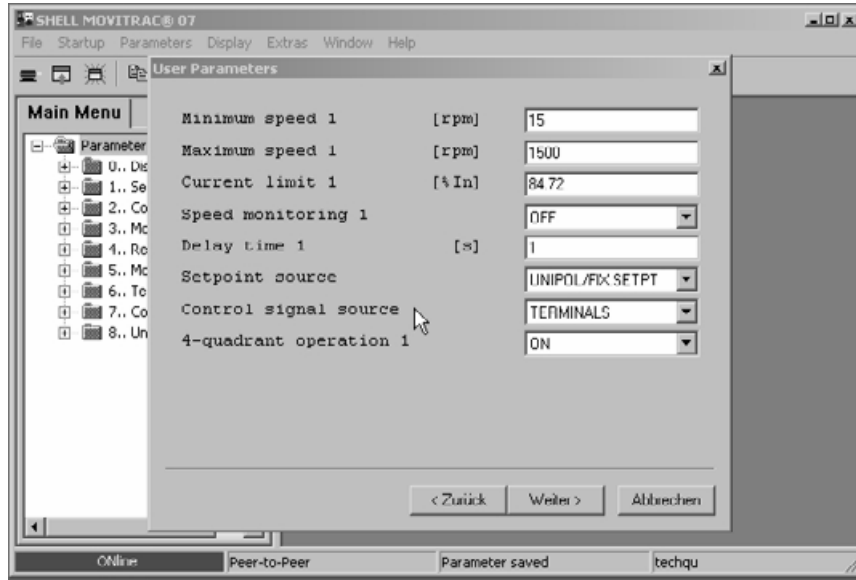 SHELL MOVITRAC® 07
File Startup Parameters Display Extras Window Help
User Parameters
Main Menu
Parameter
0.. Dis
1.. Se
2.. Co
3.. Mo
4.. Re
5.. Mo
6.. Te
7.. Co
8.. Un
Minimum speed 1 [rpm] 15
Maximum speed 1 [rpm] 1500
Current limit 1 [%In] 84.72
Speed monitoring 1 OFF
Delay time 1 [s] 1
Setpoint source UNIPOL/FIX.SETPT
Control signal source TERMINALS
4-quadrant operation 1 ON
< Zurück Weiter > Abbrechen
ONline Peer-to-Peer Parameter saved techqu